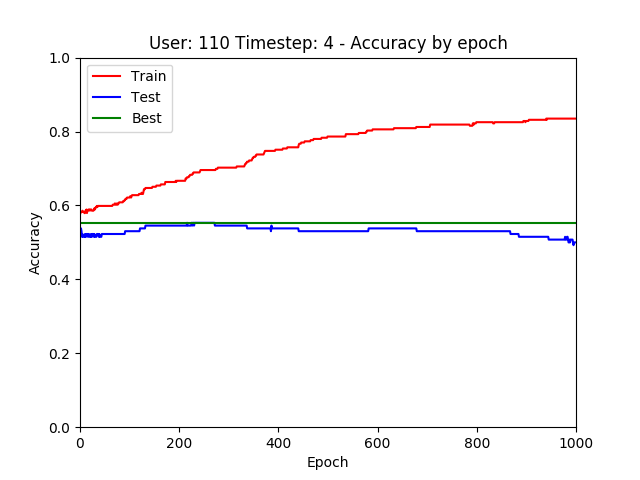 User: 110 Timestep: 4 - Accuracy by epoch
1.0
Train
Test
Best
0.8
0.6
Accuracy
0.4
0.2
0.0
0 200 400 600 800 1000
Epoch